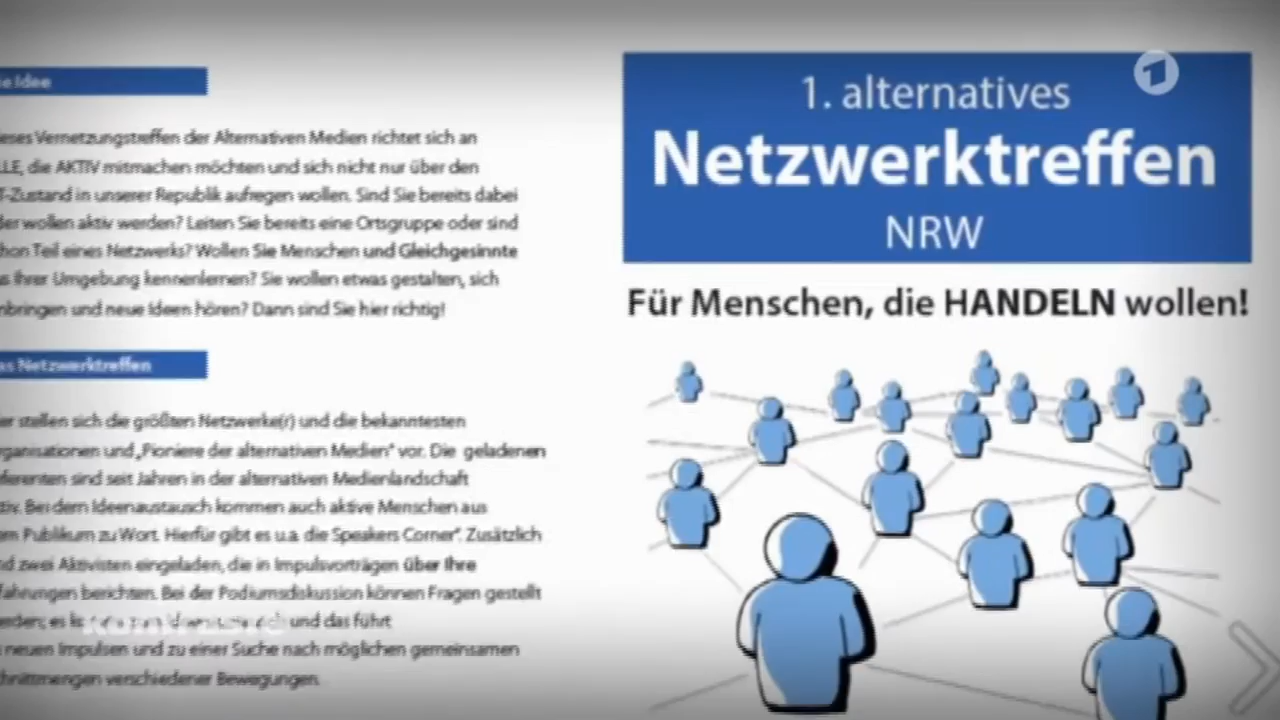 e Idee
ieses Vernetzungstreffen der Alternativen Medien richtet sich an
LLE, die AKTIV mitmachen möchten und sich nicht nur über den
T-Zustand in unserer Republik aufregen wollen. Sind Sie bereits dabei
der wollen aktiv werden? Leiten Sie bereits eine Ortsgruppe oder sind
hon Teil eines Netzwerks? Wollen Sie Menschen und Gleichgesinnte
s Ihrer Umgebung kennenlernen? Sie wollen etwas gestalten, sich
nbringen und neue Ideen hören? Dann sind Sie hier richtig!
as Netzwerktreffen
er stellen sich die größten Netzwerke(r) und die bekanntesten
rganisationen und „Pioniere der alternativen Medien" vor. Die geladenen
eferenten sind seit Jahren in der alternativen Medienlandschaft
tiv. Bei dem Ideenaustausch kommen auch aktive Menschen aus
em Publikum zu Wort. Hierfür gibt es u.a. die Speakers Corner". Zusätzlich
nd zwei Aktivisten eingeladen, die in Impulsvorträgen über Ihre
fahrungen berichten. Bei der Podiumsdiskussion können Fragen gestellt
erden; es und das führt
neuen Impulsen und zu einer Suche nach möglichen gemeinsamen
chnittmengen verschiedener Bewegungen.
1. alternatives
Netzwerktreffen
NRW
Für Menschen, die HANDELN wollen!
1